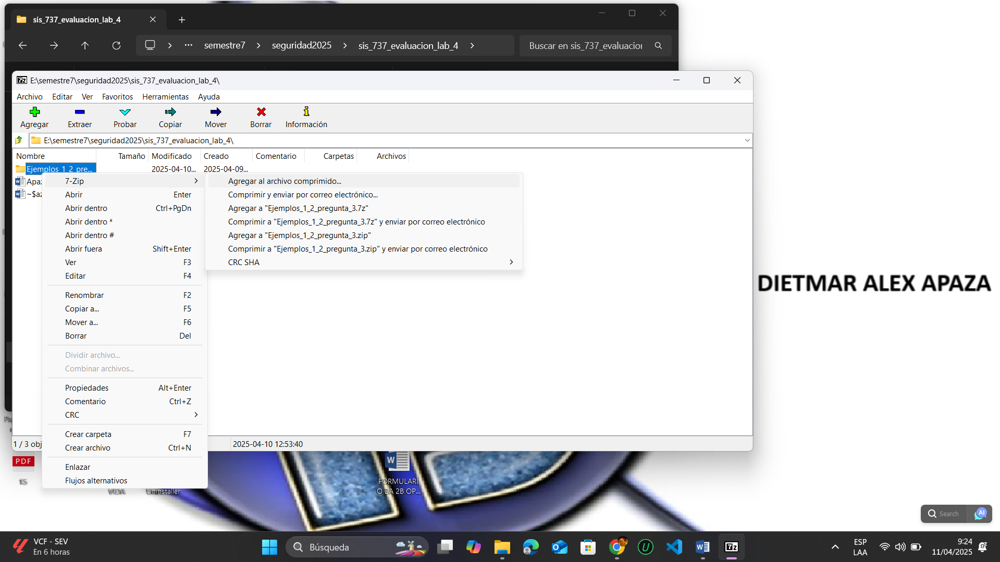 sis_737_evaluacion_lab_4
semestre7 > seguridad2025 > sis_737_evaluacion_lab_4 >
Buscar en sis_737_evaluacion
E:\semestre7\seguridad2025\sis_737_evaluacion_lab_4\
Archivo Editar Ver Favoritos Herramientas Ayuda
Agregar Extraer Probar Copiar Mover Borrar Información
E:\semestre7\seguridad2025\sis_737_evaluacion_lab_4\
Nombre Tamaño Modificado Creado Comentario Carpetas Archivos
Ejemplos_1_2_pre... 2025-04-10... 2025-04-09...
Apaz
~$az
7-Zip
Abrir Enter
Abrir dentro Ctrl+PgDn
Abrir dentro *
Abrir dentro #
Abrir fuera Shift+Enter
Ver F3
Editar F4
Renombrar F2
Copiar a... F5
Mover a... F6
Borrar Del
Dividir archivo...
Combinar archivos...
Propiedades Alt+Enter
Comentario Ctrl+Z
CRC
Crear carpeta F7
Crear archivo Ctrl+N
Enlazar
Flujos alternativos
Agregar al archivo comprimido...
Comprimir y enviar por correo electrónico...
Agregar a "Ejemplos_1_2_pregunta_3.7z"
Comprimir a "Ejemplos_1_2_pregunta_3.7z" y enviar por correo electrónico
Agregar a "Ejemplos_1_2_pregunta_3.zip"
Comprimir a "Ejemplos_1_2_pregunta_3.zip" y enviar por correo electrónico
CRC SHA
DIETMAR ALEX APAZA
1 / 3 obj
2025-04-10 12:53:40
PDF
15
VIDA
Uninstaller
FORMULARI
O 2A 2B OP...
Search
AI
VCF - SEV
En 6 horas
Búsqueda
ESP
LAA
9:24
11/04/2025